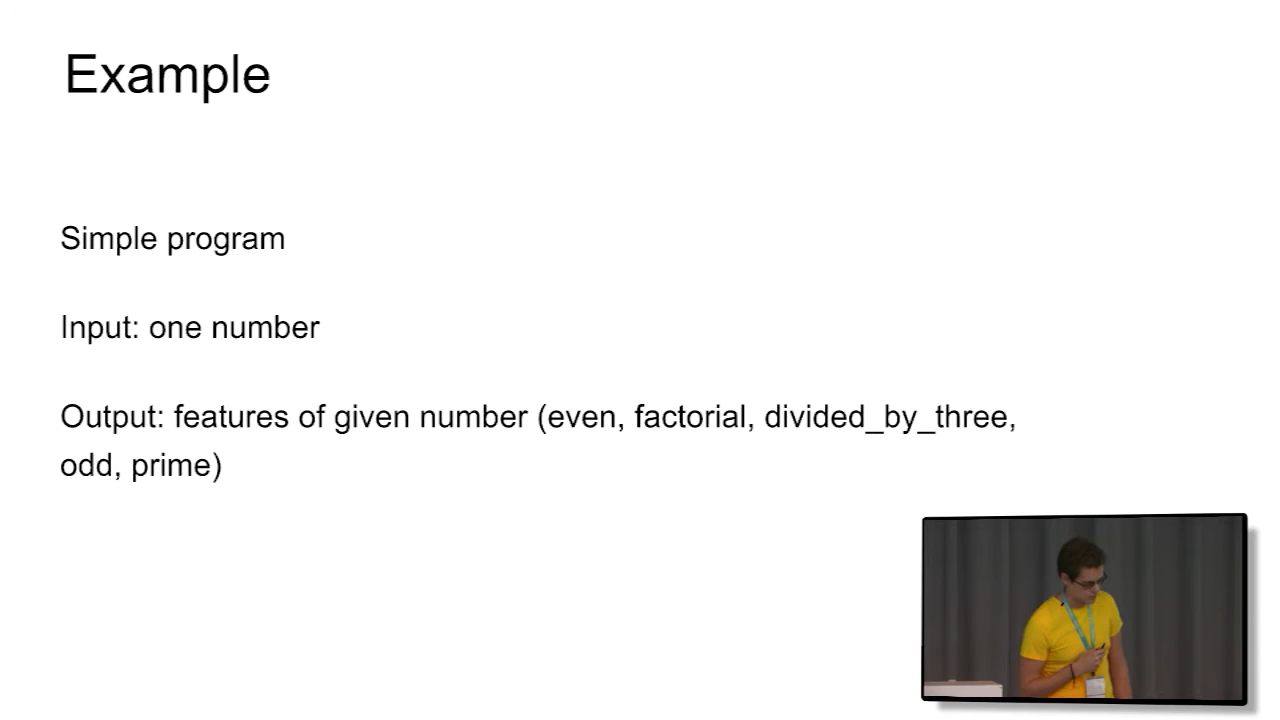 Example
Simple program
Input: one number
Output: features of given number (even, factorial, divided_by_three,
odd, prime)